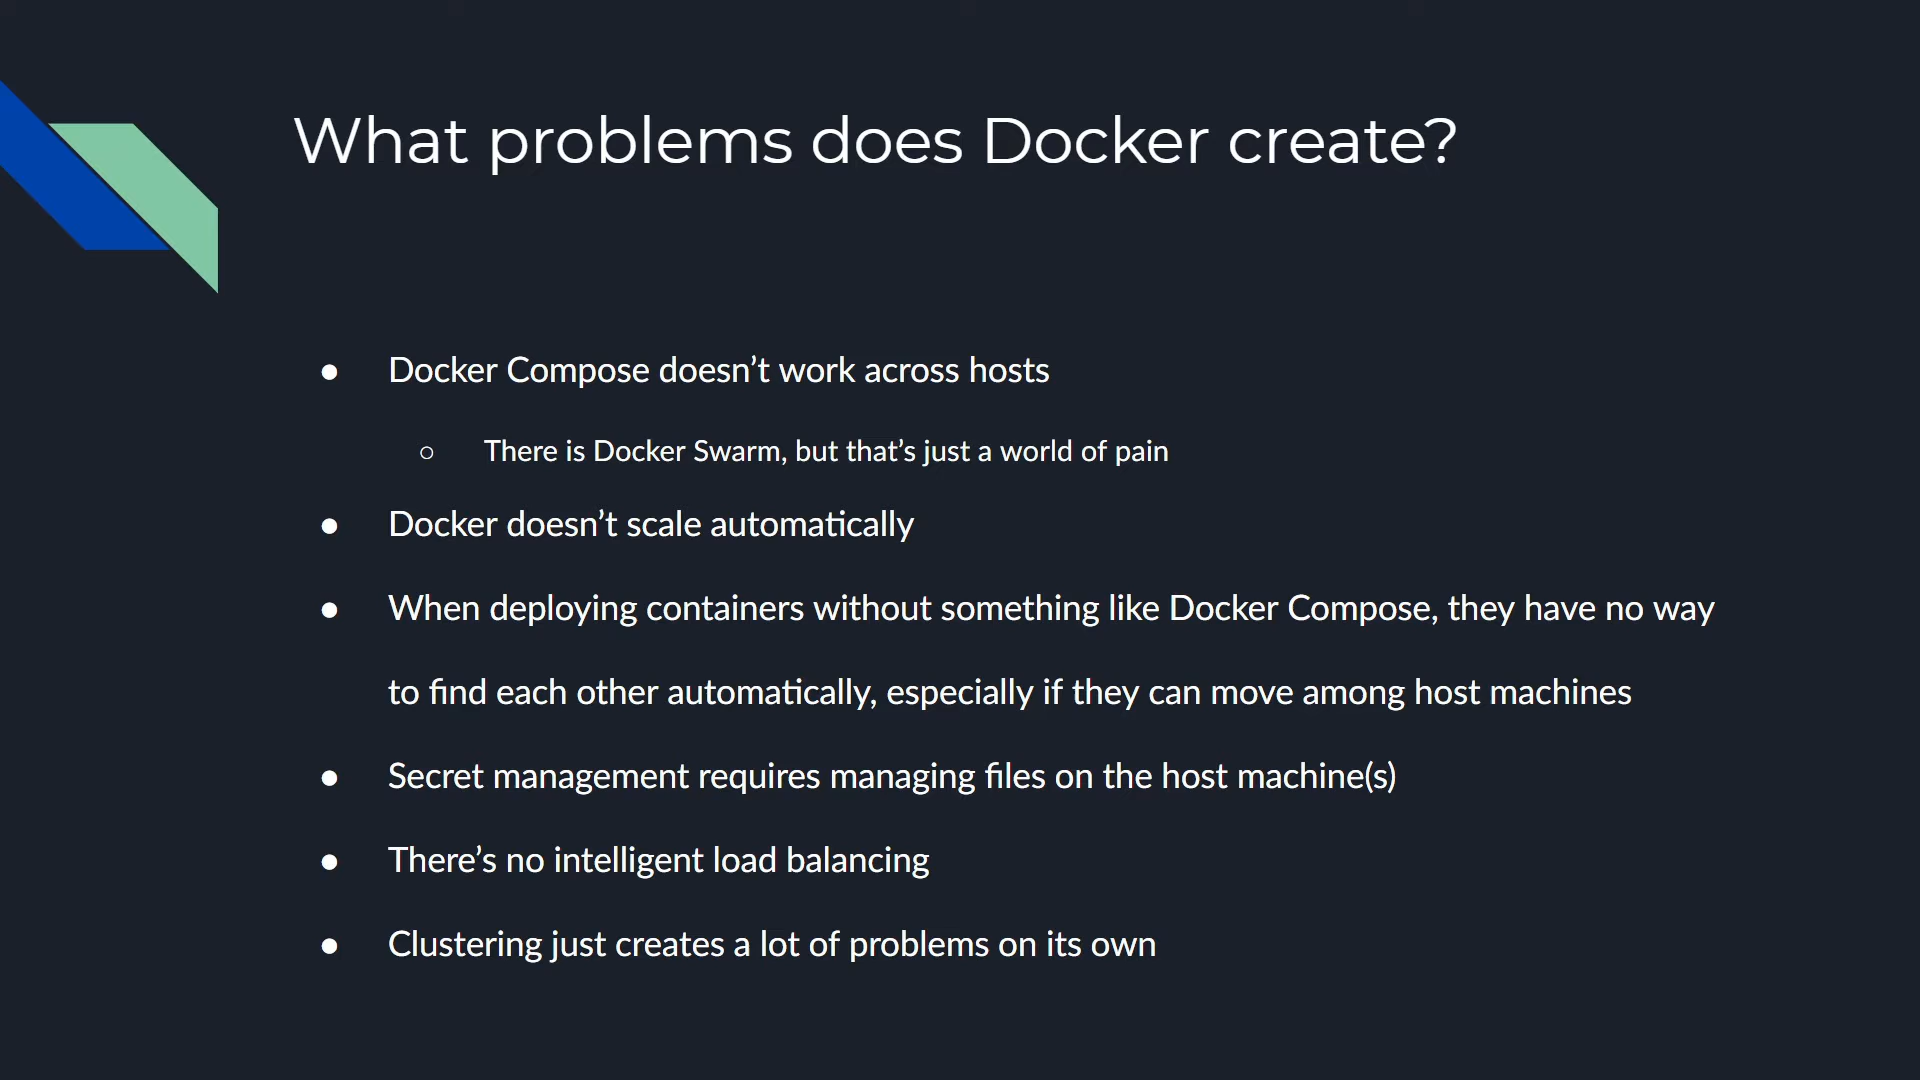 What problems does Docker create?
● Docker Compose doesn’t work across hosts
○ There is Docker Swarm, but that’s just a world of pain
● Docker doesn’t scale automatically
● When deploying containers without something like Docker Compose, they have no way
to find each other automatically, especially if they can move among host machines
● Secret management requires managing files on the host machine(s)
● There’s no intelligent load balancing
● Clustering just creates a lot of problems on its own